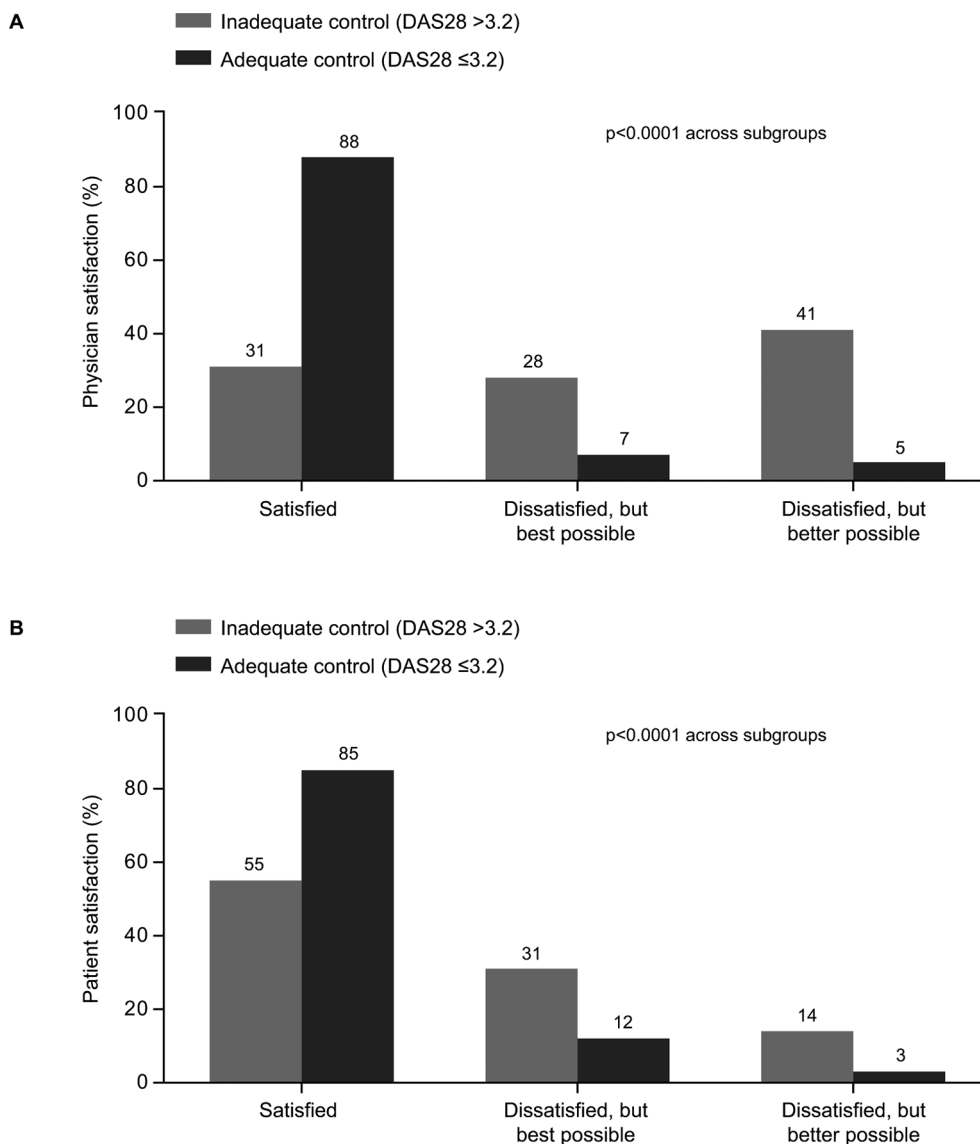 A
Inadequate control (DAS28 >3.2)
Adequate control (DAS28 ≤3.2)
Physician satisfaction (%)
100
80
60
40
20
0
p<0.0001 across subgroups
31
88
28
7
41
5
Satisfied
Dissatisfied, but
best possible
Dissatisfied, but
better possible
B
Inadequate control (DAS28 >3.2)
Adequate control (DAS28 ≤3.2)
Patient satisfaction (%)
100
80
60
40
20
0
p<0.0001 across subgroups
55
85
31
12
14
3
Satisfied
Dissatisfied, but
best possible
Dissatisfied, but
better possible